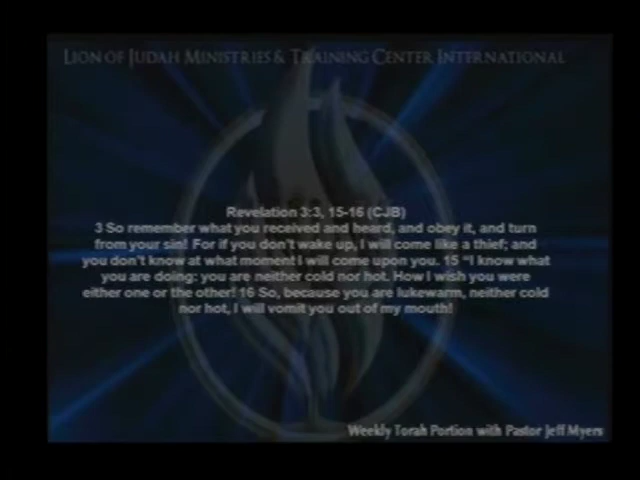 Lion of Judah Ministries & Training Center International
Revelation 3:3, 15-16 (CJB)
3 So remember what you received and heard, and obey it, and turn
from your sin! For if you don't wake up, I will come like a thief; and
you don't know at what moment I will come upon you. 15 "I know what
you are doing: you are neither cold nor hot. How I wish you were
either one or the other! 16 So, because you are lukewarm, neither cold
nor hot, I will vomit you out of my mouth!
Weekly Torah Portion with Pastor Jeff Myers